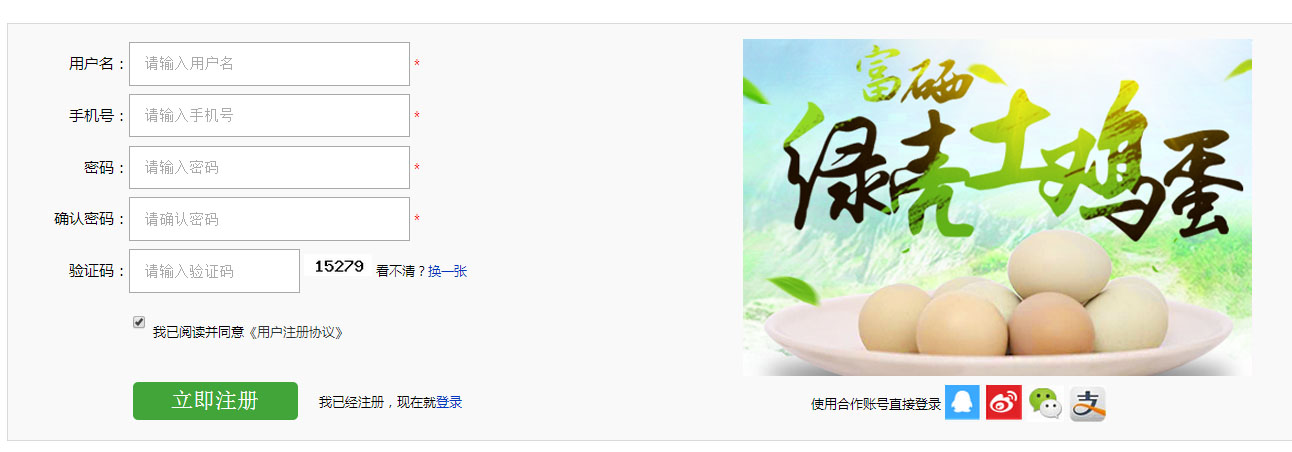 用户名： 请输入用户名 *
手机号： 请输入手机号 *
密码： 请输入密码 *
确认密码： 请确认密码 *
验证码： 请输入验证码 15279 看不清？换一张
我已阅读并同意《用户注册协议》
立即注册 我已经注册，现在就登录
富硒
绿壳土鸡蛋
使用合作账号直接登录 支